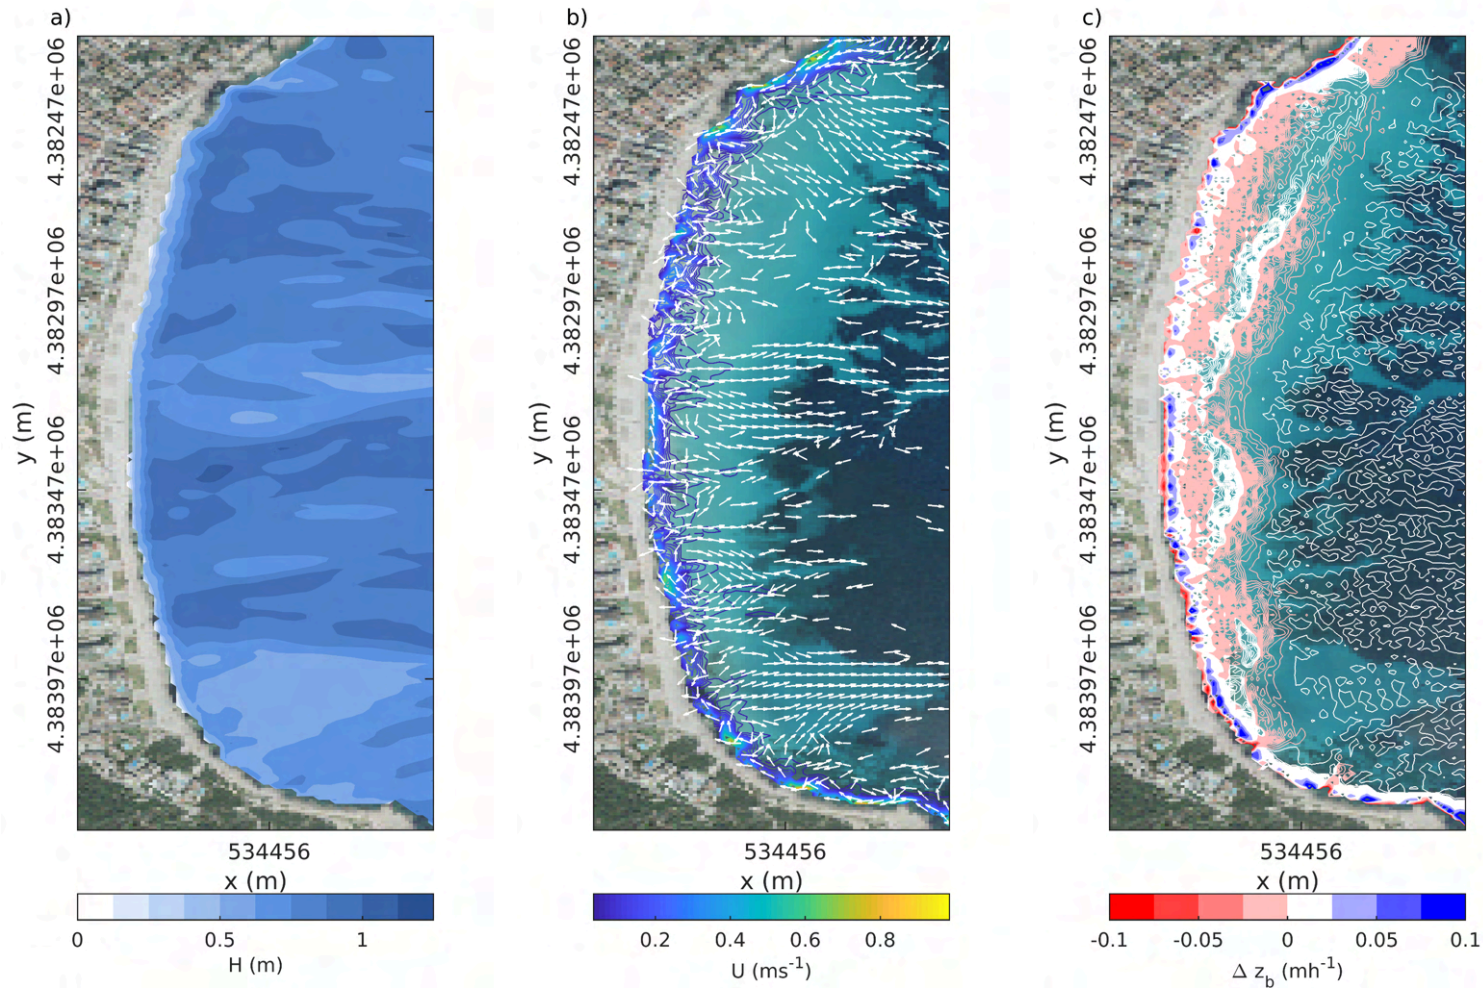 a)
4.38247e+06
4.38297e+06
4.38347e+06
4.38397e+06
y (m)
534456
x (m)
0 0.5 1
H (m)
b)
4.38247e+06
4.38297e+06
4.38347e+06
4.38397e+06
y (m)
534456
x (m)
0.2 0.4 0.6 0.8
U (ms⁻¹)
c)
4.38247e+06
4.38297e+06
4.38347e+06
4.38397e+06
y (m)
534456
x (m)
-0.1 -0.05 0 0.05 0.1
Δ z_b (mh⁻¹)